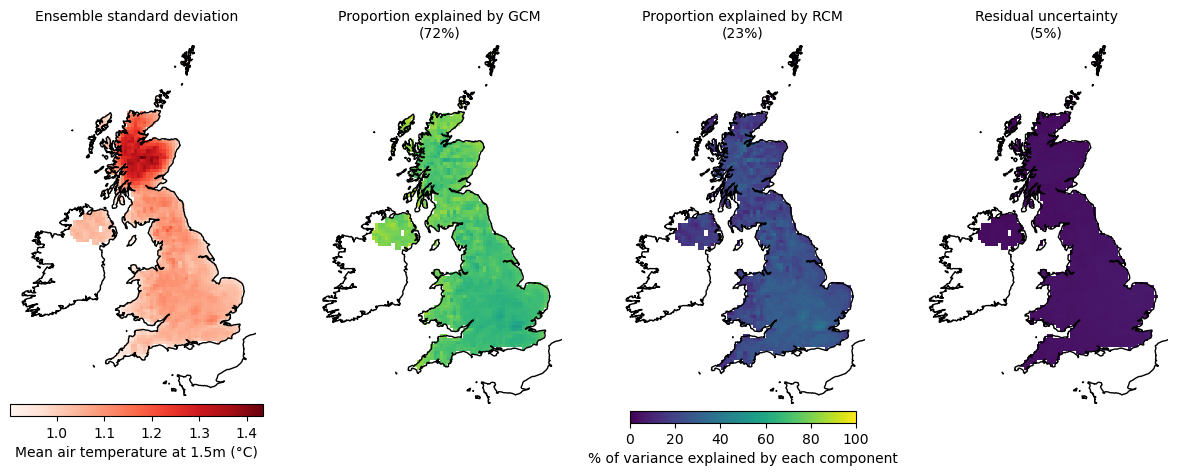 Ensemble standard deviation
Proportion explained by GCM
(72%)
Proportion explained by RCM
(23%)
Residual uncertainty
(5%)
1.0 1.1 1.2 1.3 1.4
Mean air temperature at 1.5m (°C)
0 20 40 60 80 100
% of variance explained by each component